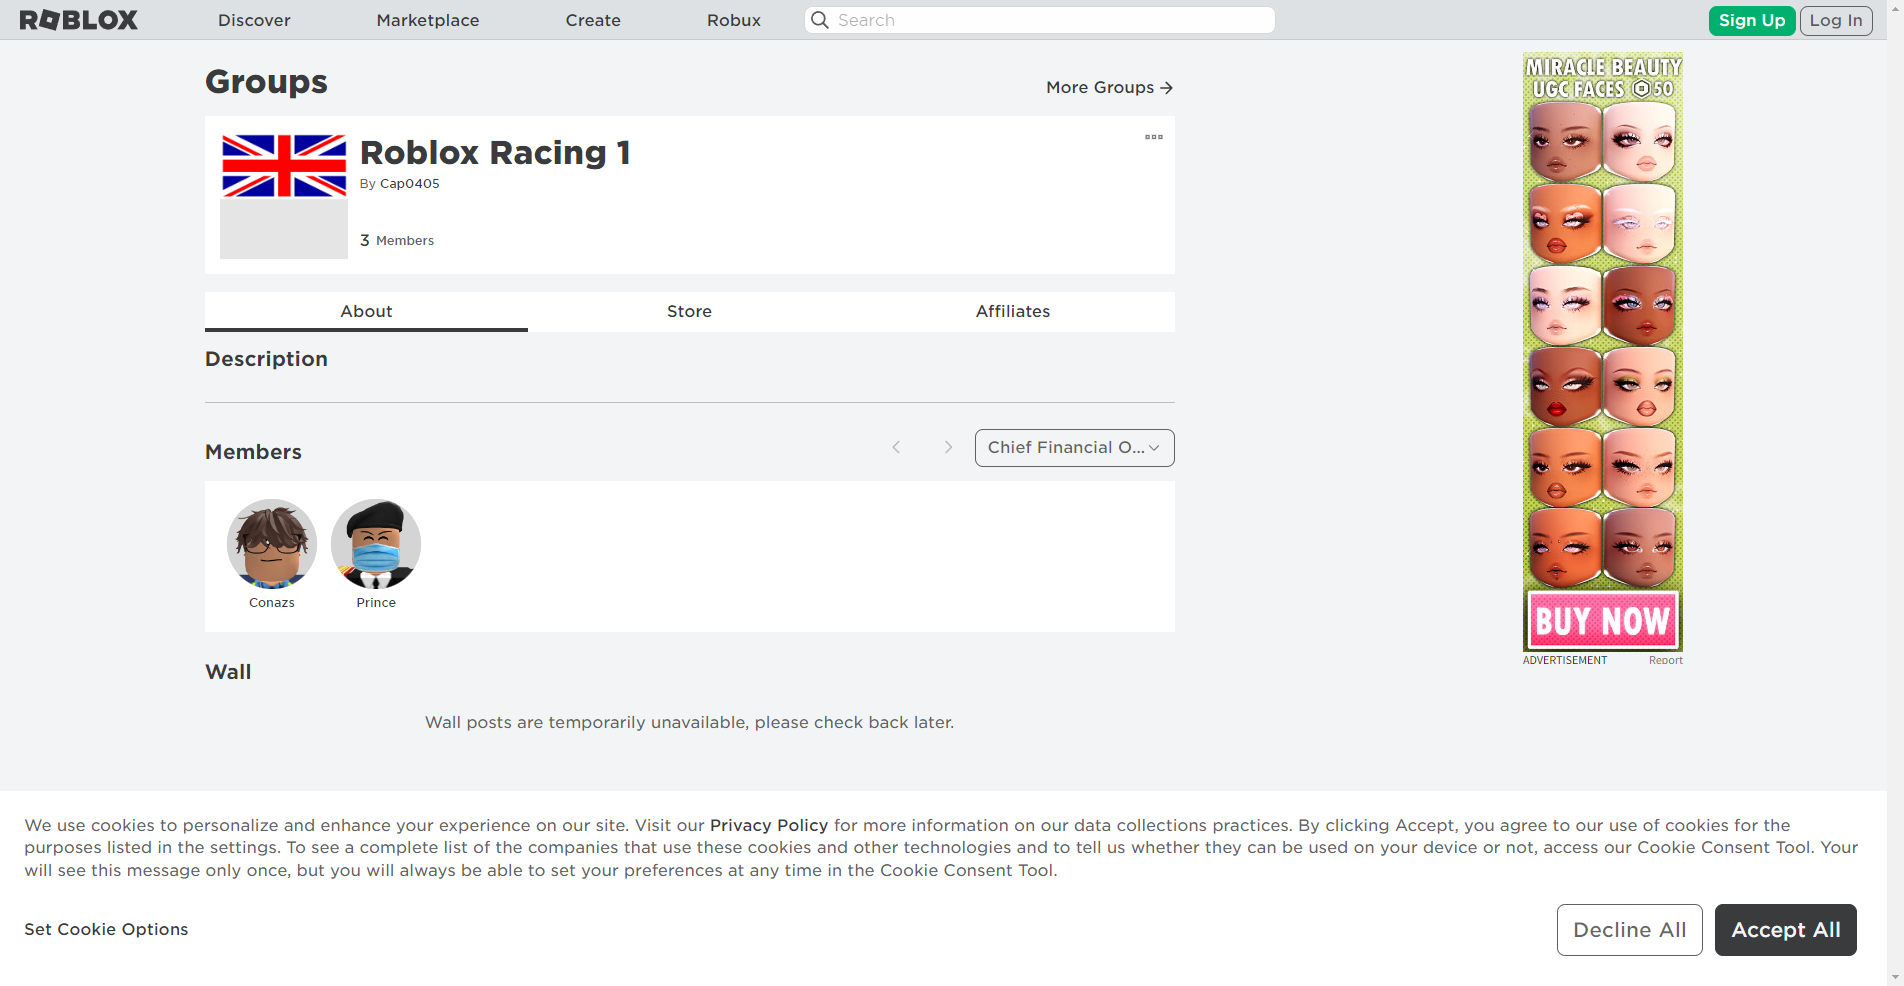 ROBLOX
Discover
Marketplace
Create
Robux
Search
Sign Up
Log In
Groups
More Groups
Roblox Racing 1
By Cap0405
3 Members
About
Store
Affiliates
Description
Members
Chief Financial O...
Conazs
Prince
Wall
Wall posts are temporarily unavailable, please check back later.
MIRACLE BEAUTY
UGC FACES 50
BUY NOW
ADVERTISEMENT
Report
We use cookies to personalize and enhance your experience on our site. Visit our Privacy Policy for more information on our data collections practices. By clicking Accept, you agree to our use of cookies for the
purposes listed in the settings. To see a complete list of the companies that use these cookies and other technologies and to tell us whether they can be used on your device or not, access our Cookie Consent Tool. Your
will see this message only once, but you will always be able to set your preferences at any time in the Cookie Consent Tool.
Set Cookie Options
Decline All
Accept All